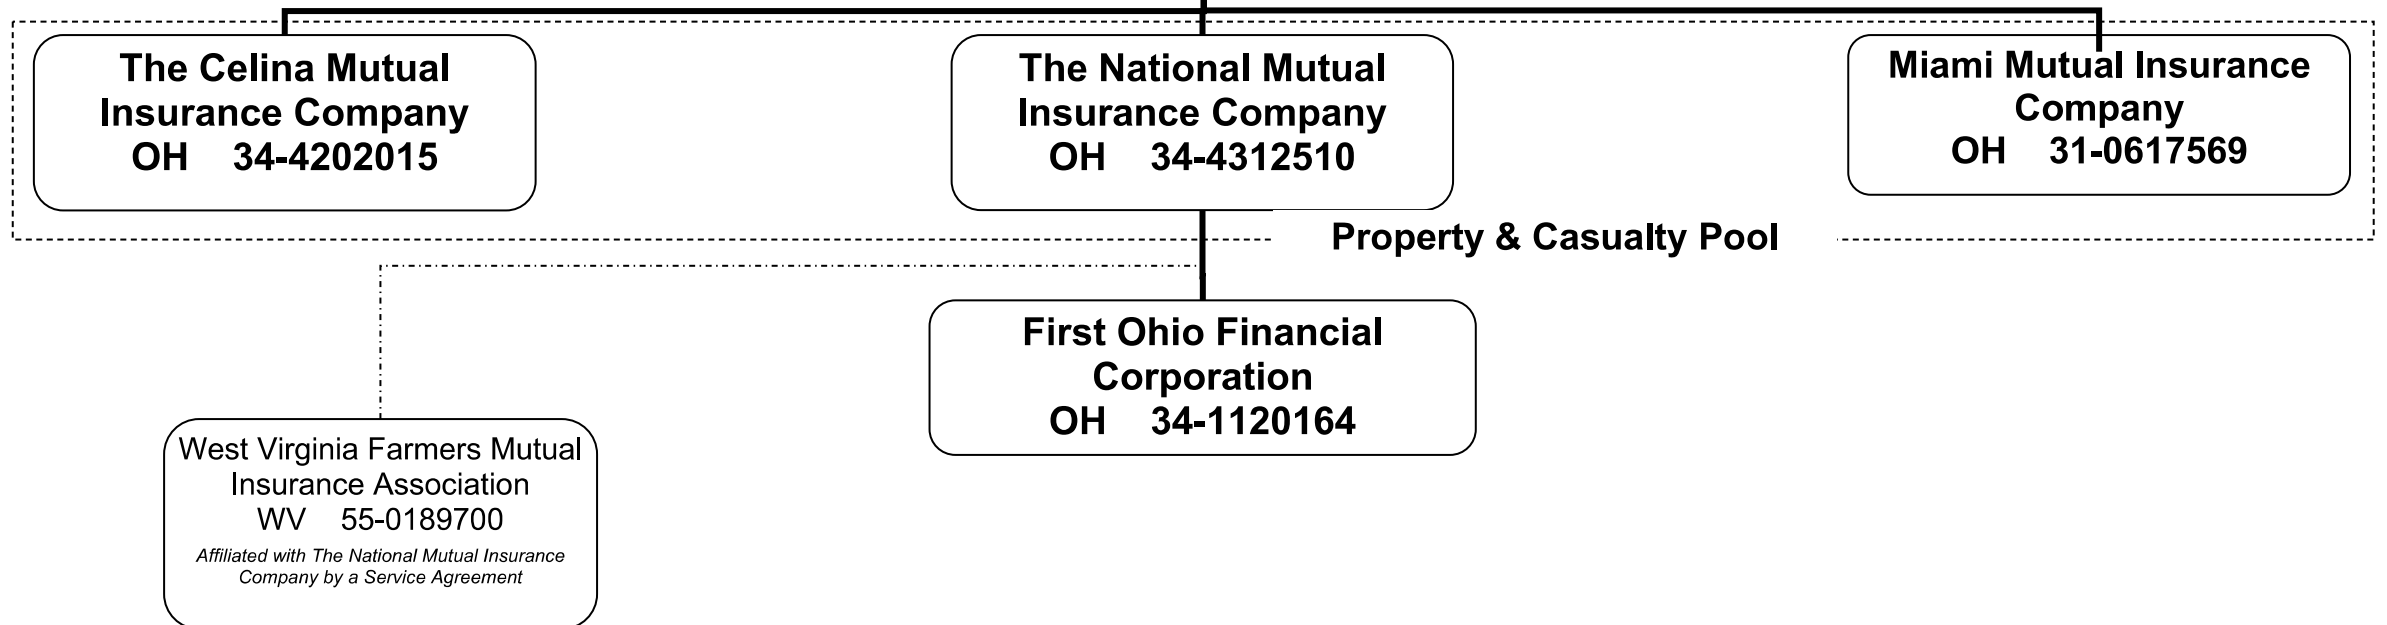 The Celina Mutual
Insurance Company
OH 34-4202015
The National Mutual
Insurance Company
OH 34-4312510
Miami Mutual Insurance
Company
OH 31-0617569
Property & Casualty Pool
First Ohio Financial
Corporation
OH 34-1120164
West Virginia Farmers Mutual
Insurance Association
WV 55-0189700
Affiliated with The National Mutual Insurance
Company by a Service Agreement